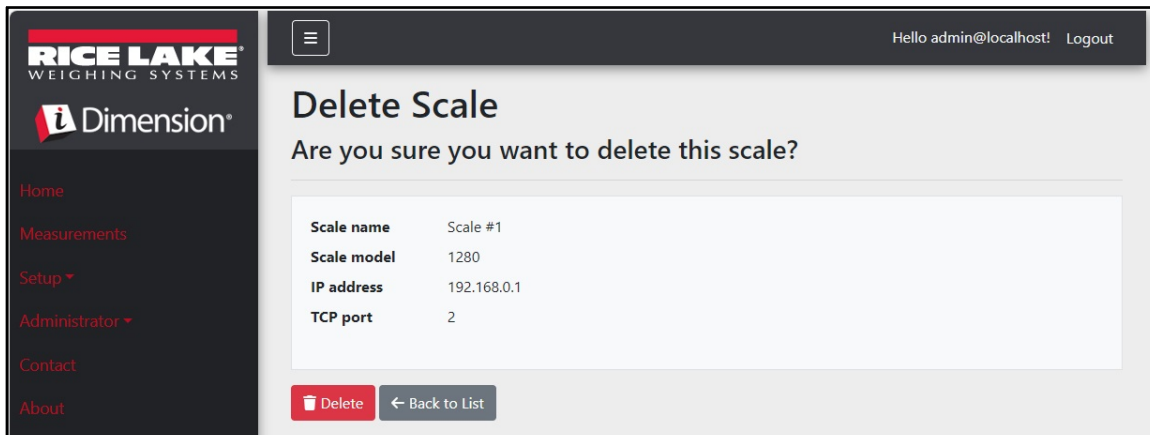 RICE LAKE®
WEIGHING SYSTEMS
i Dimension®
Home
Measurements
Setup
Administrator
Contact
About
Hello admin@localhost! Logout
Delete Scale
Are you sure you want to delete this scale?
Scale name Scale #1
Scale model 1280
IP address 192.168.0.1
TCP port 2
Delete ← Back to List